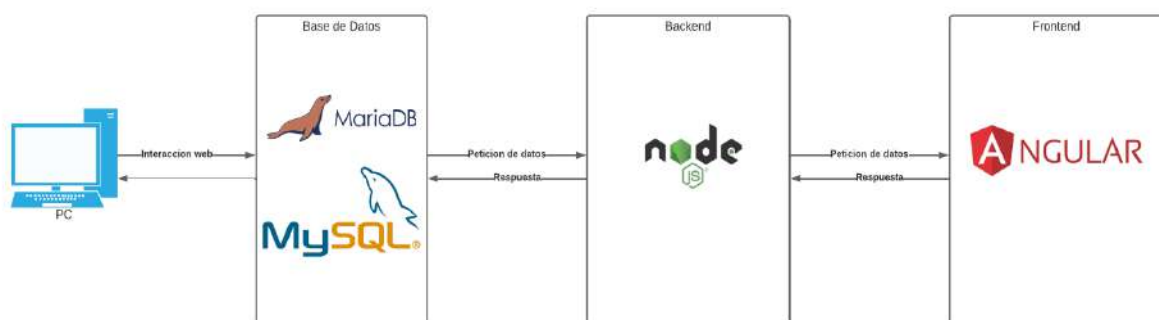 Base de Datos
Backend
Frontend
MariaDB
Interaccion web
Peticion de datos
node
JS
Peticion de datos
ANGULAR
Respuesta
Respuesta
PC
MySQL®